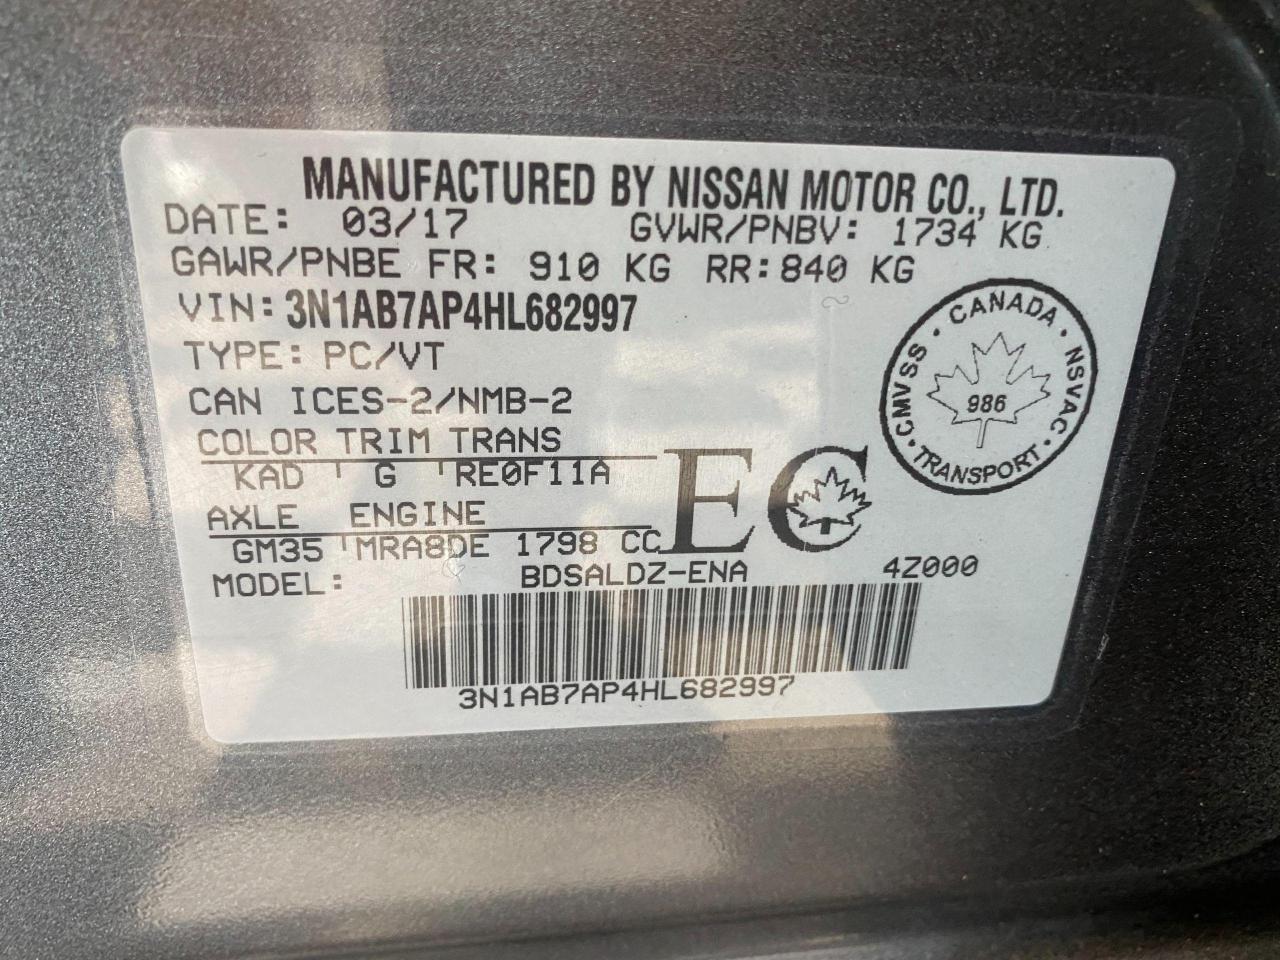 MANUFACTURED BY NISSAN MOTOR CO., LTD.
DATE: 03/17 GVWR/PNBV: 1734 KG
GAWR/PNBE FR: 910 KG RR: 840 KG
VIN: 3N1AB7AP4HL682997
TYPE: PC/VT
CAN ICES-2/NMB-2
COLOR TRIM TRANS
KAD G RE0F11A
AXLE ENGINE
GM35 MRA8DE 1798 CC
EC
CANADA · NSVAC · TRANSPORT · CMVSS ·
986
MODEL: BDSALDZ-ENA 4Z000
3N1AB7AP4HL682997